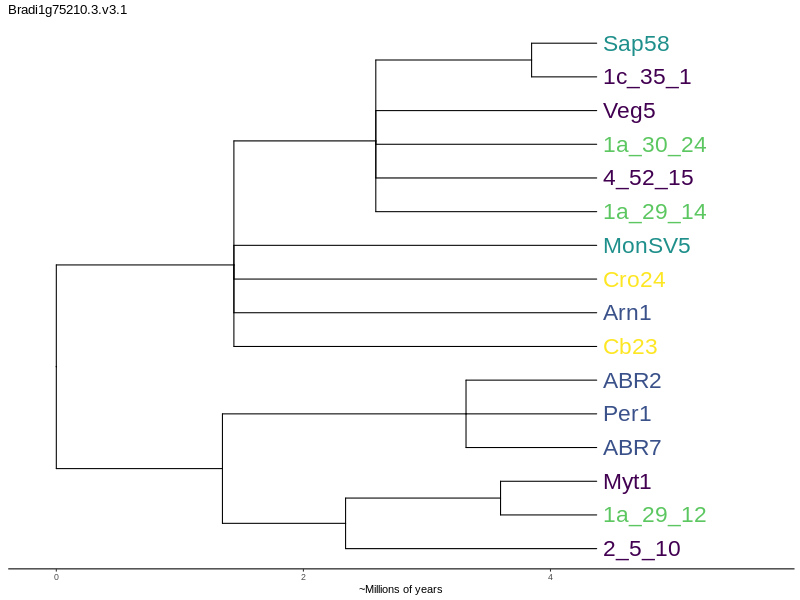 Bradi1g75210.3.v3.1
Sap58
1c_35_1
Veg5
1a_30_24
4_52_15
1a_29_14
MonSV5
Cro24
Arn1
Cb23
ABR2
Per1
ABR7
Myt1
1a_29_12
2_5_10
0 2 4
~Millions of years